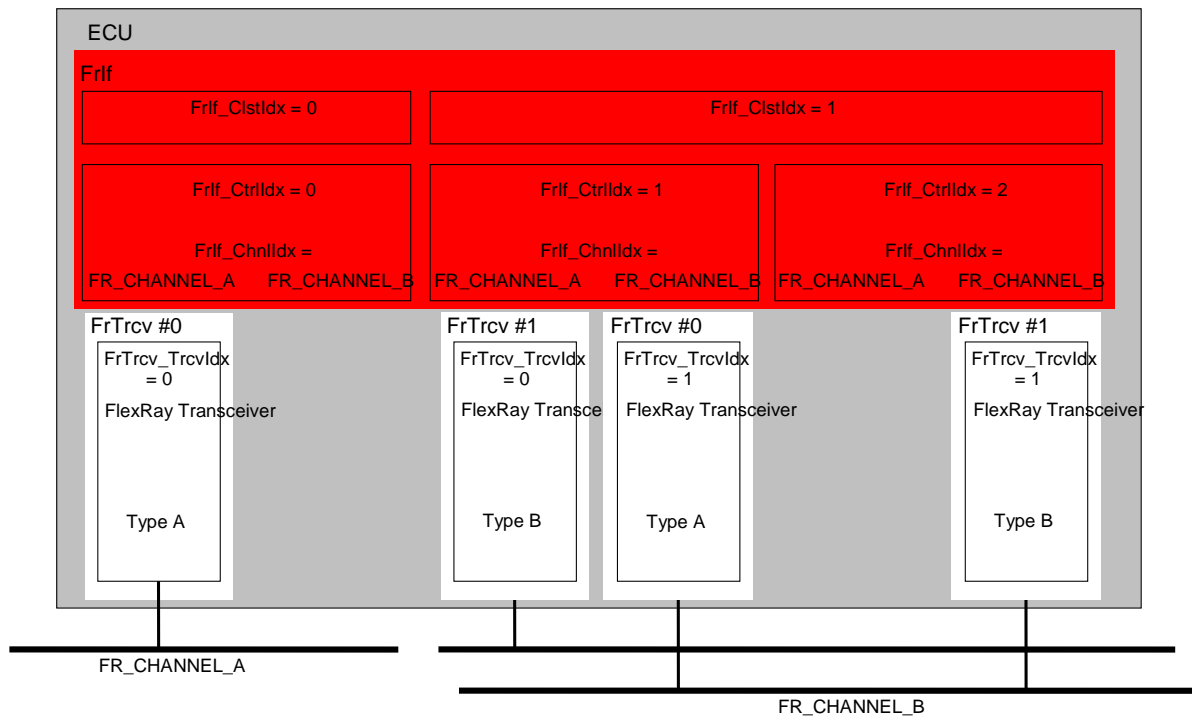 ECU
FrIf
FrIf_ClstIdx = 0
FrIf_ClstIdx = 1
FrIf_CtrlIdx = 0
FrIf_CtrlIdx = 1
FrIf_CtrlIdx = 2
FrIf_ChnlIdx =
FrIf_ChnlIdx =
FrIf_ChnlIdx =
FR_CHANNEL_A FR_CHANNEL_B
FR_CHANNEL_A FR_CHANNEL_B
FR_CHANNEL_A FR_CHANNEL_B
FrTrcv #0
FrTrcv_TrcvIdx
= 0
FlexRay Transceiver
Type A
FrTrcv #1
FrTrcv_TrcvIdx
= 0
FlexRay Transce
Type B
FrTrcv #0
FrTrcv_TrcvIdx
= 1
FlexRay Transceiver
Type A
FrTrcv #1
FrTrcv_TrcvIdx
= 1
FlexRay Transceiver
Type B
FR_CHANNEL_A
FR_CHANNEL_B